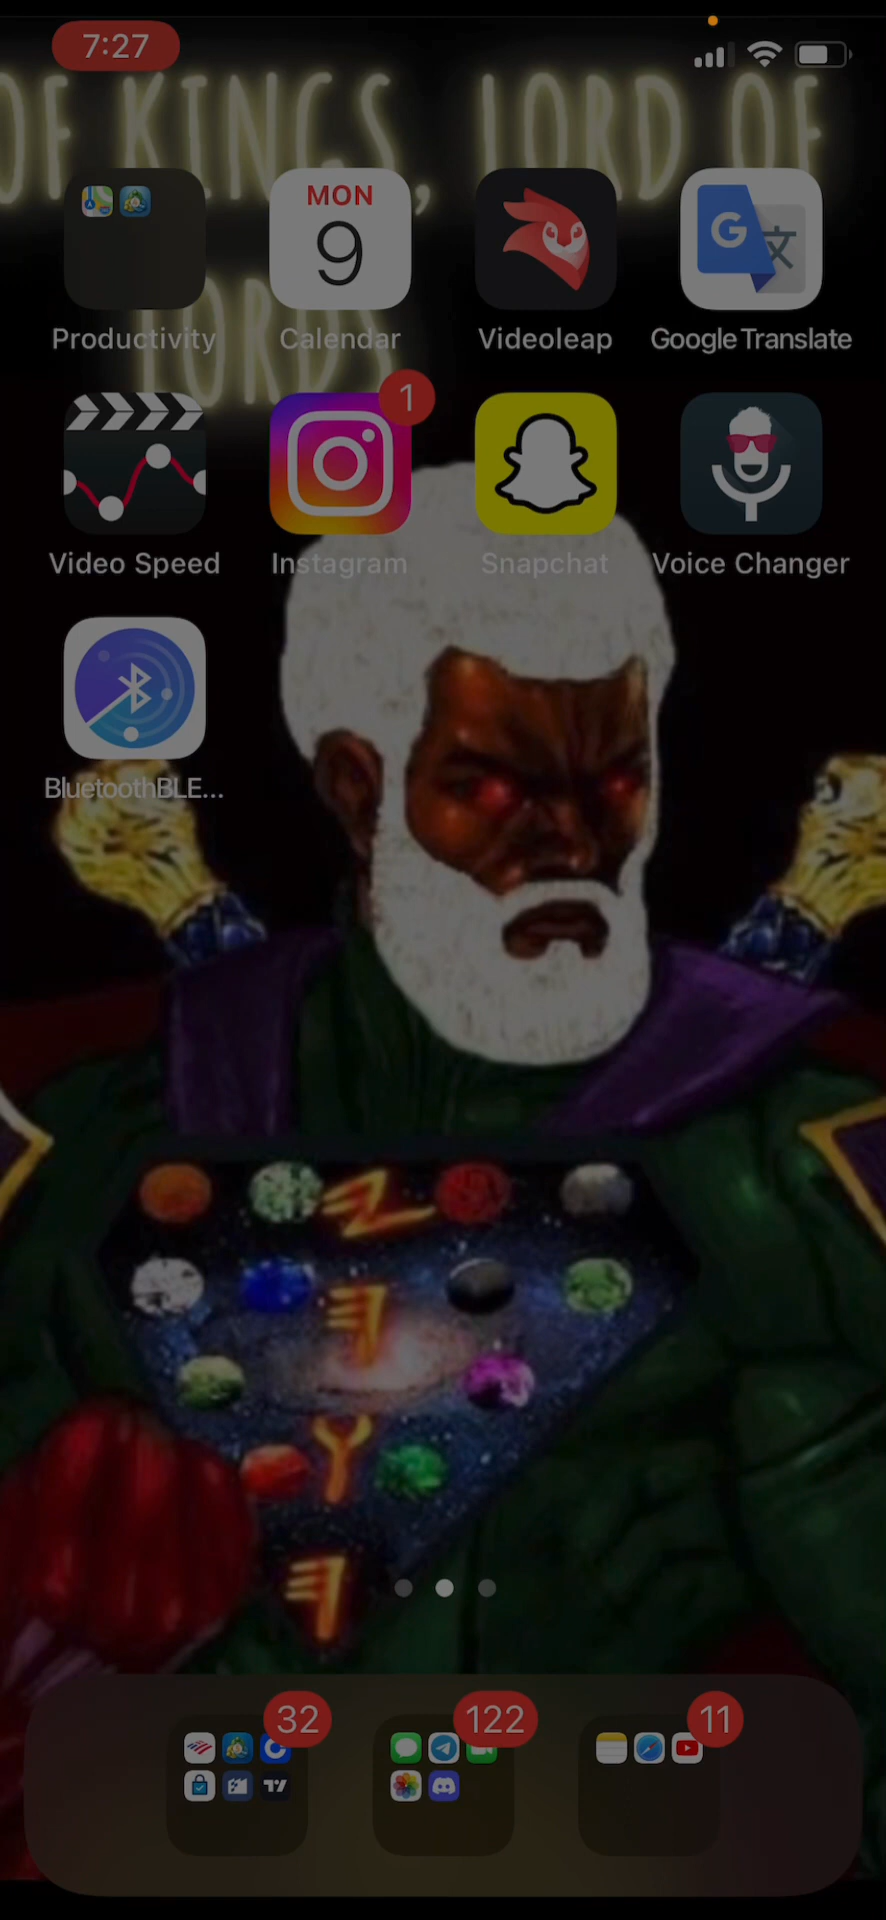 7:27
OF KINGS, LORD OF
LORDS
MON
9
G 文
Productivity
Calendar
Videoleap
Google Translate
1
Video Speed
Instagram
Snapchat
Voice Changer
BluetoothBLE...
𐤄
𐤅
𐤄
32
122
11